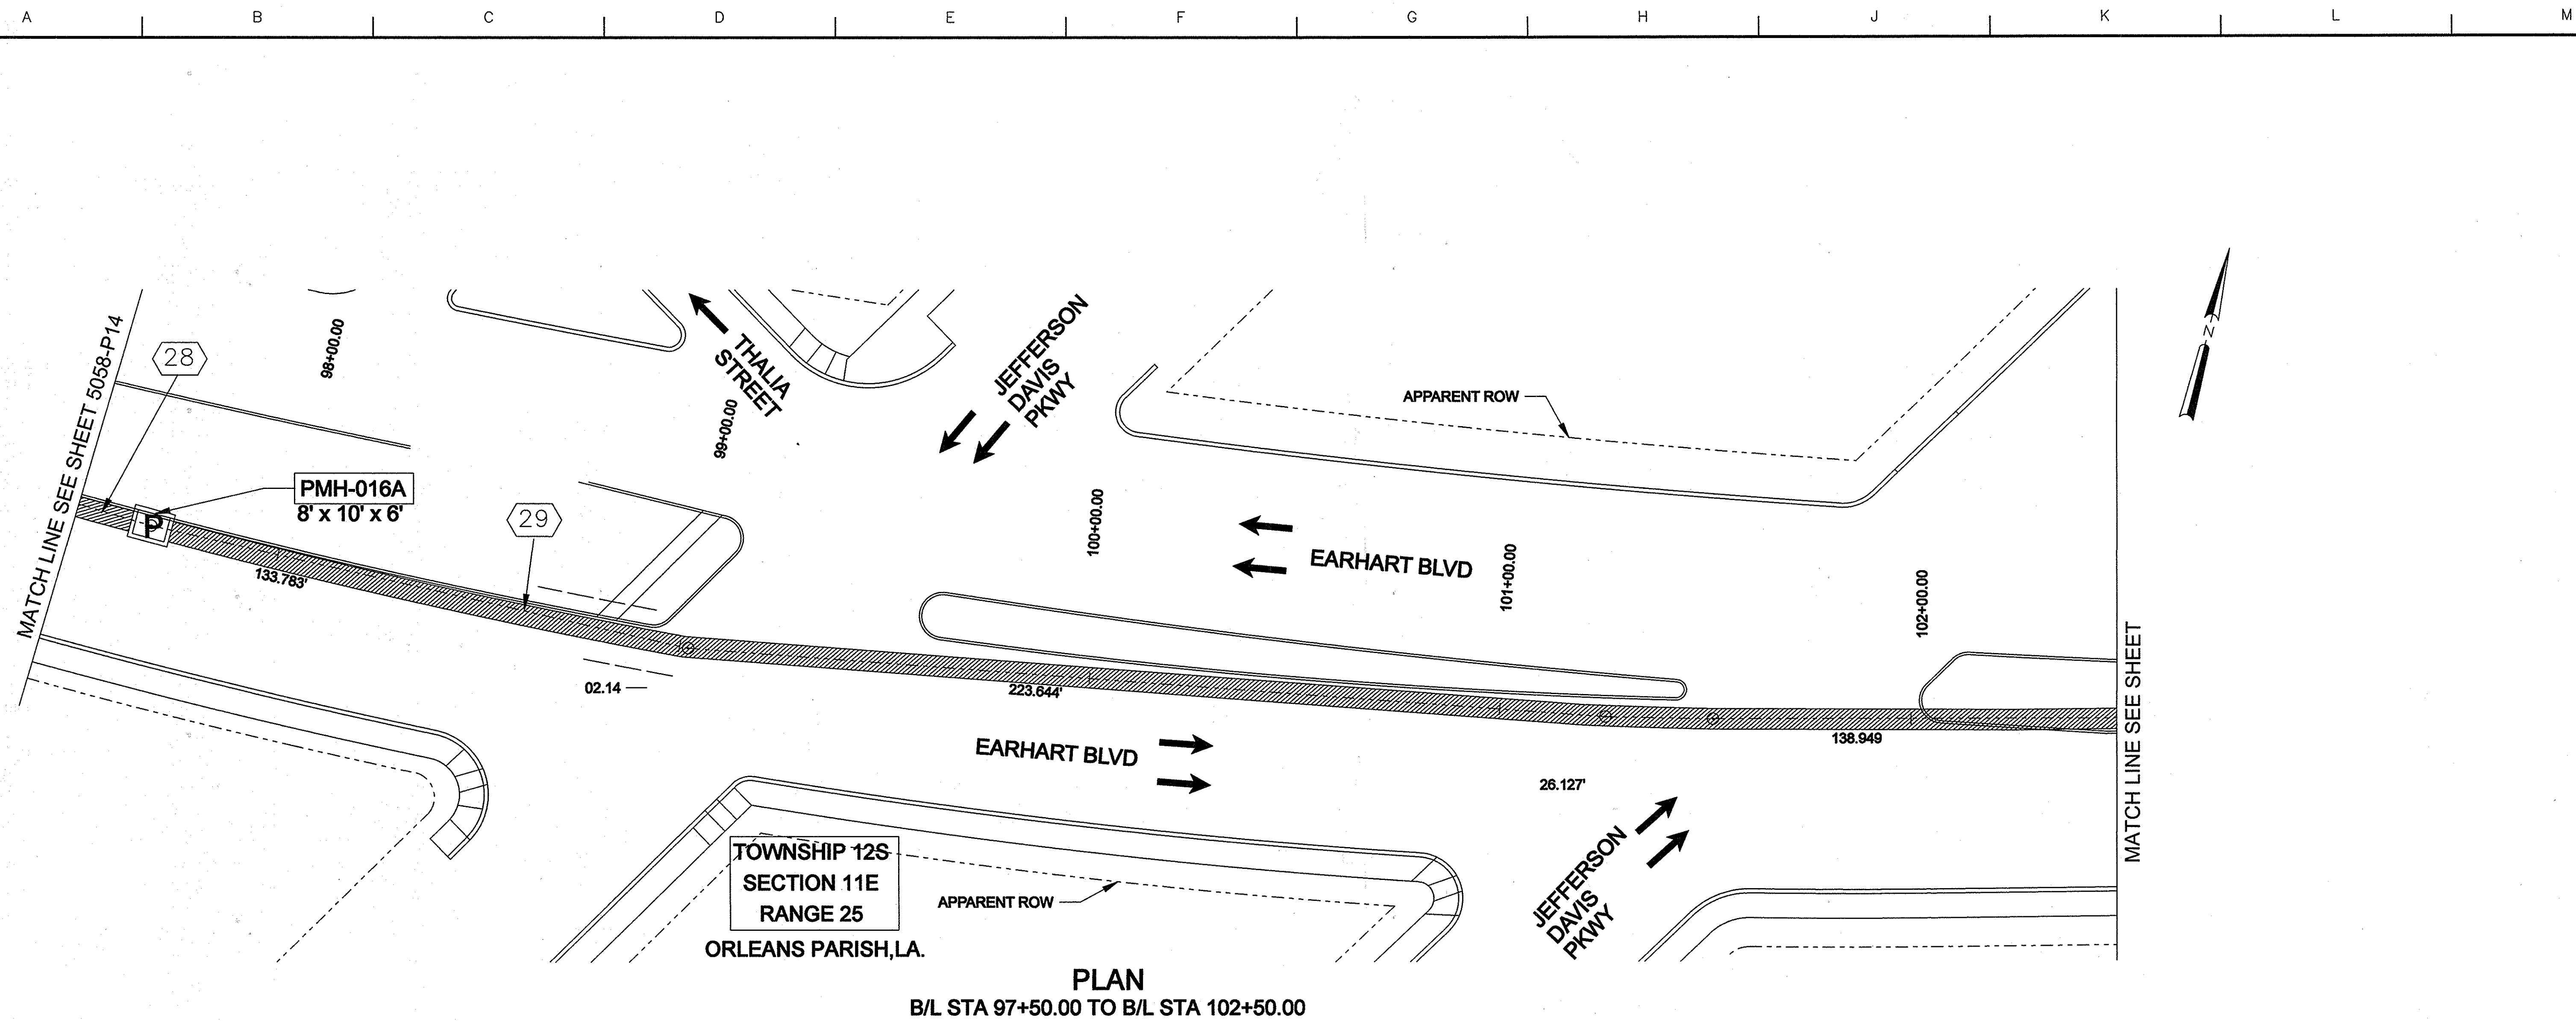 A B C D E F G H J K L M
MATCH LINE SEE SHEET 5058-P14
28
98+00.00
PMH-016A
8' x 10' x 6'
P
133.783'
29
THALIA
STREET
99+00.00
JEFFERSON
DAVIS
PKWY
APPARENT ROW
100+00.00
EARHART BLVD
101+00.00
102+00.00
N
02.14
223.644'
EARHART BLVD
138.949
26.127'
MATCH LINE SEE SHEET
JEFFERSON
DAVIS
PKWY
TOWNSHIP 12S
SECTION 11E
RANGE 25
ORLEANS PARISH,LA.
APPARENT ROW
PLAN
B/L STA 97+50.00 TO B/L STA 102+50.00